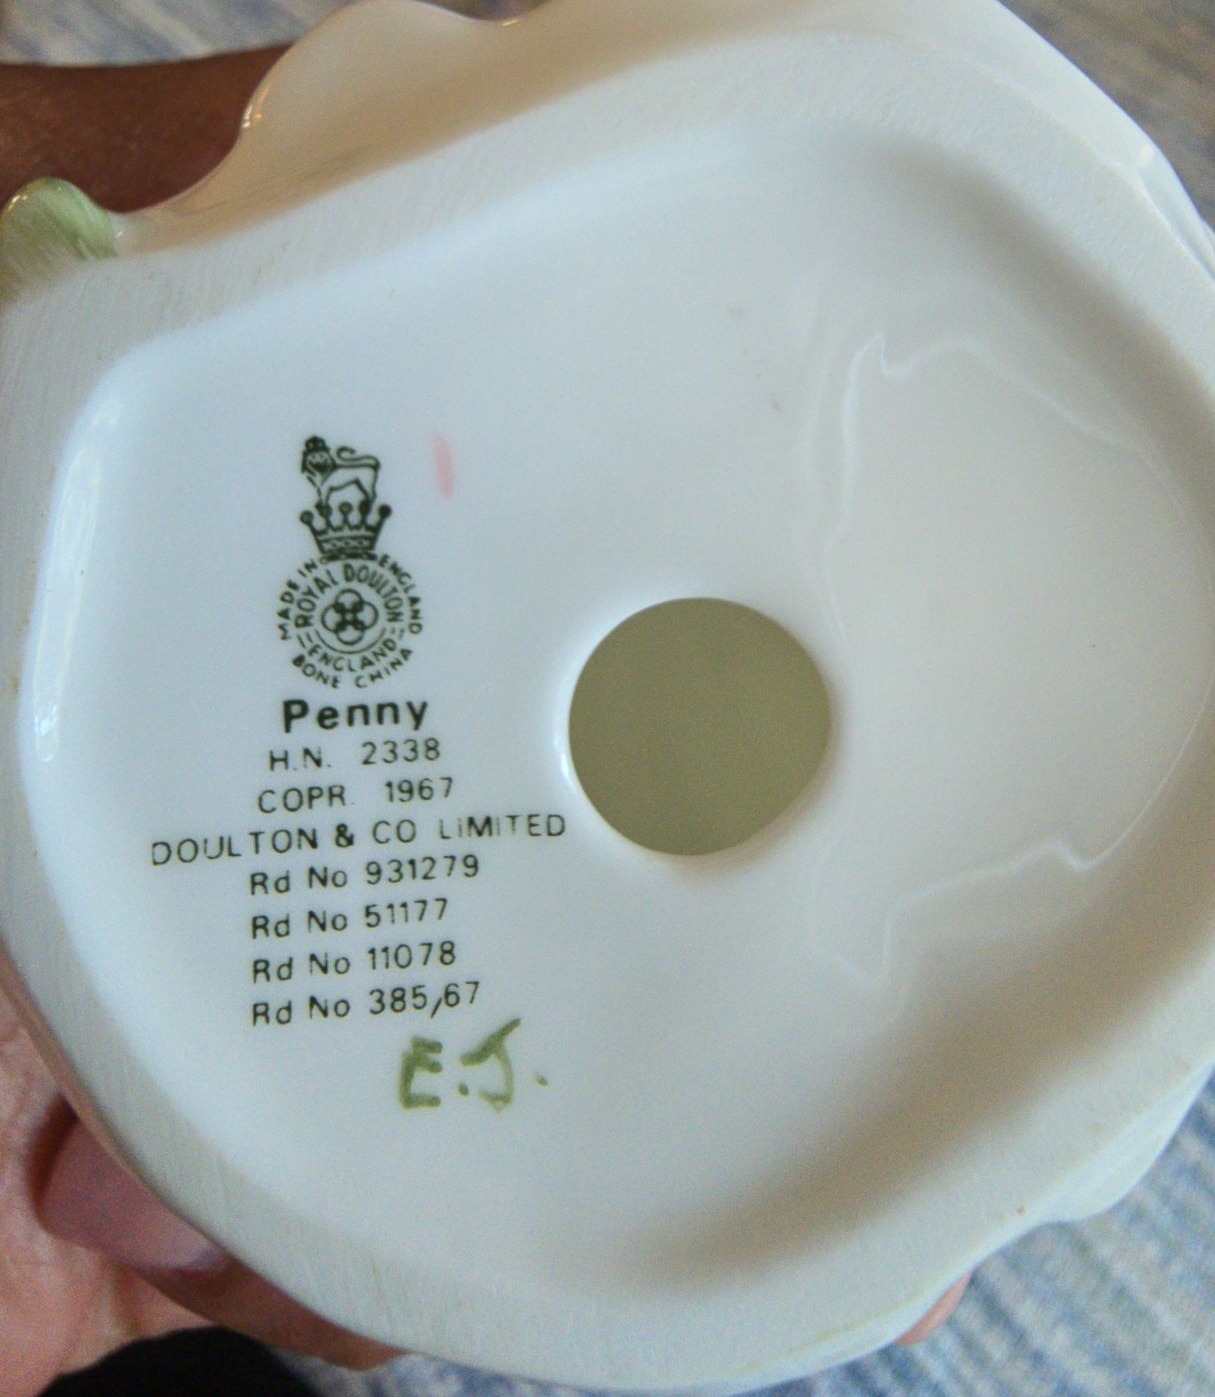 MADE IN ENGLAND
ROYAL DOULTON
ENGLAND
BONE CHINA
Penny
H.N. 2338
COPR. 1967
DOULTON & CO LIMITED
Rd No 931279
Rd No 51177
Rd No 11078
Rd No 385/67
E.J.